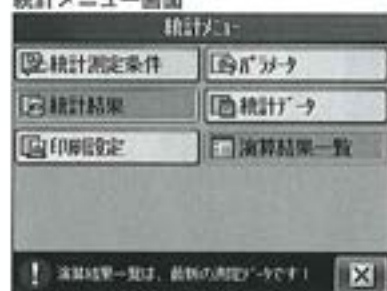 統計メニュー画面
統計メニュー
統計測定条件
パラメータ
統計結果
統計データ
印刷設定
演算結果一覧
演算結果一覧は、最新の測定データです！